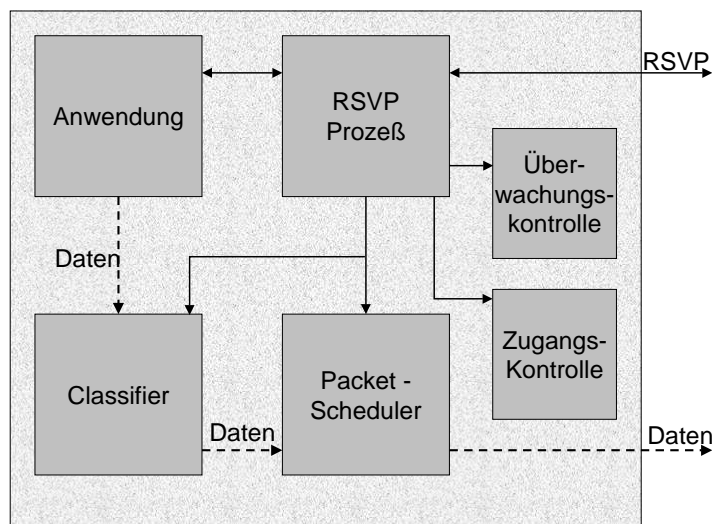 RSVP
Anwendung
RSVP
Prozeß
Über-
wachungs-
kontrolle
Daten
Zugangs-
Kontrolle
Classifier
Packet -
Scheduler
Daten
Daten